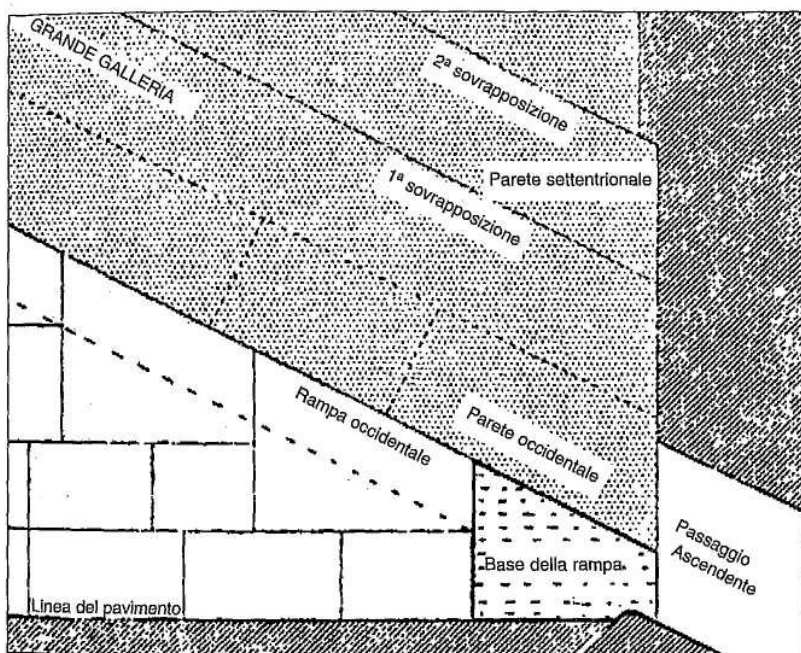 GRANDE GALLERIA
2ª sovrapposizione
Parete settentrionale
1ª sovrapposizione
Rampa occidentale
Parete occidentale
Passaggio
Ascendente
Base della rampa
Linea del pavimento